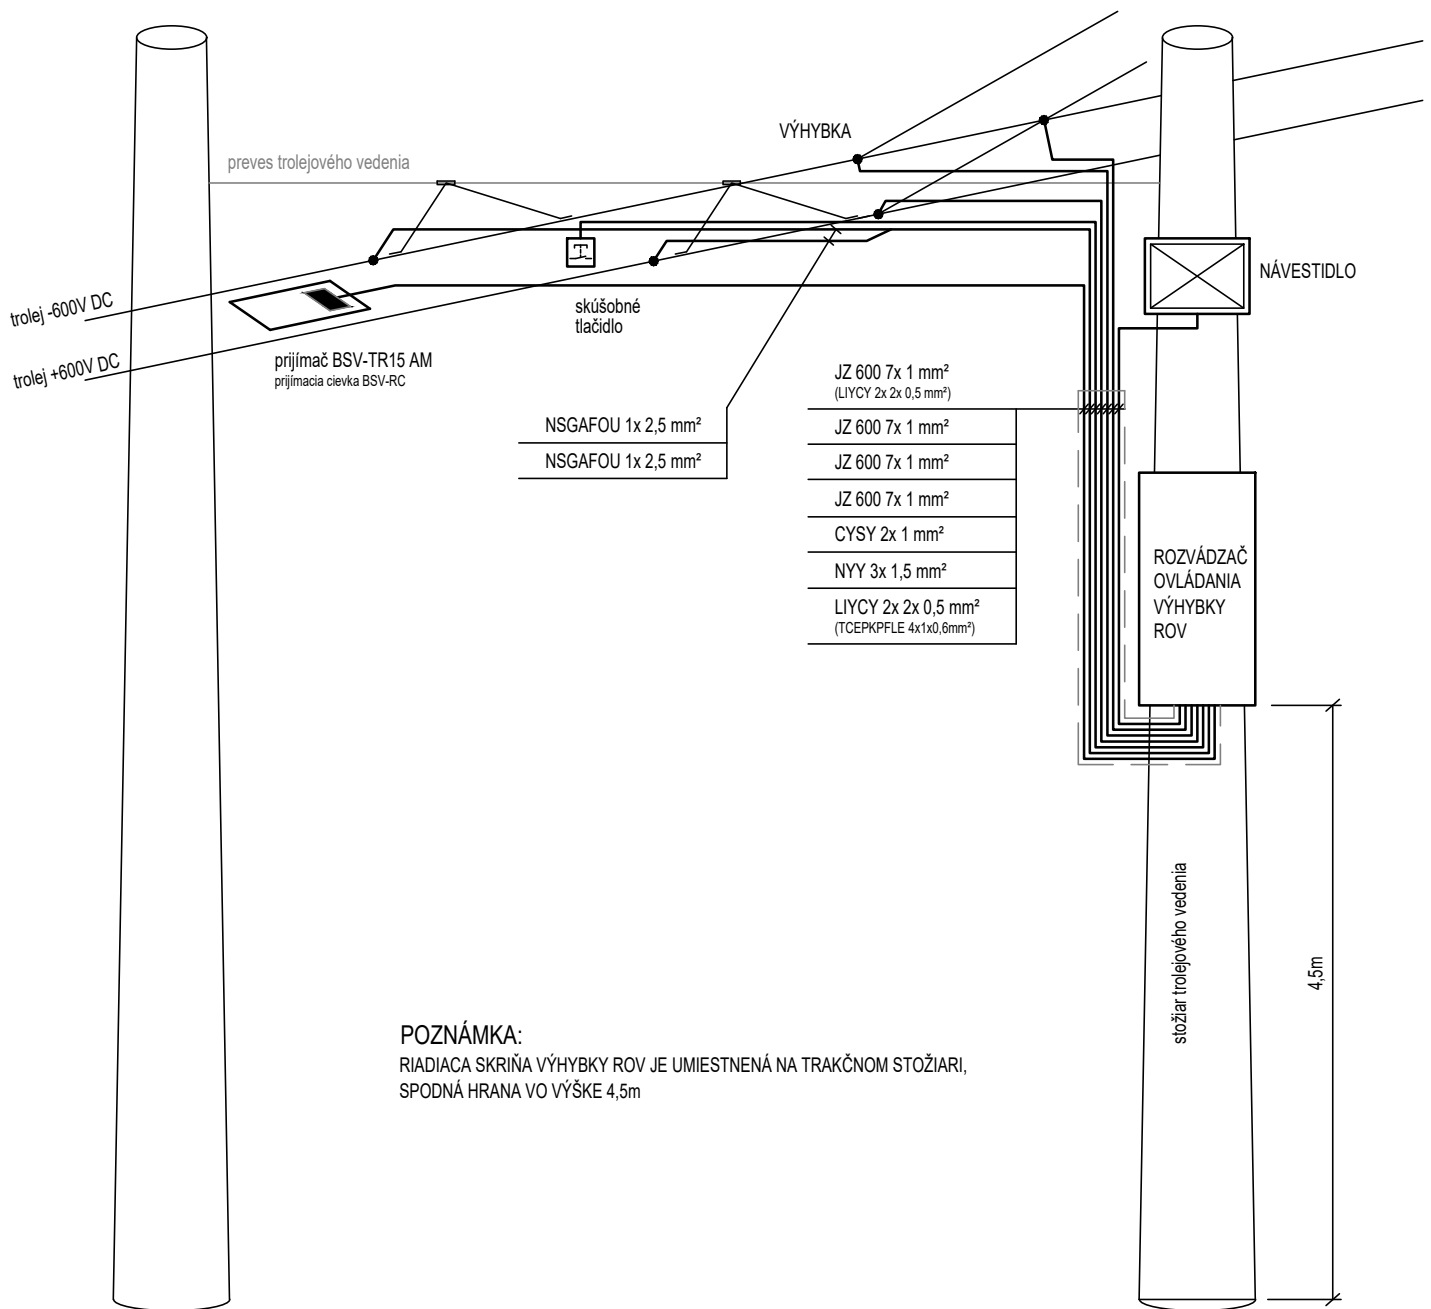 VÝHYBKA
preves trolejového vedenia
NÁVESTIDLO
trolej -600V DC
trolej +600V DC
skúšobné
tlačidlo
prijímač BSV-TR15 AM
prijímacia cievka BSV-RC
NSGAFOU 1x 2,5 mm²
NSGAFOU 1x 2,5 mm²
JZ 600 7x 1 mm²
(LIYCY 2x 2x 0,5 mm²)
JZ 600 7x 1 mm²
JZ 600 7x 1 mm²
JZ 600 7x 1 mm²
CYSY 2x 1 mm²
NYY 3x 1,5 mm²
LIYCY 2x 2x 0,5 mm²
(TCEPKPFLE 4x1x0,6mm²)
ROZVÁDZAČ
OVLÁDANIA
VÝHYBKY
ROV
stožiar trolejového vedenia
4,5m
POZNÁMKA:
RIADIACA SKRIŇA VÝHYBKY ROV JE UMIESTNENÁ NA TRAKČNOM STOŽIARI,
SPODNÁ HRANA VO VÝŠKE 4,5m